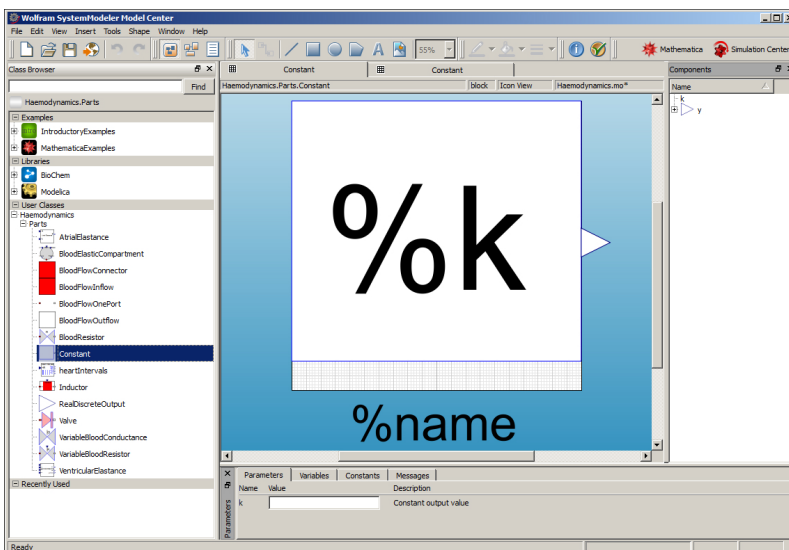 Wolfram SystemModeler Model Center
File Edit View Insert Tools Shape Window Help
55%
Mathematica
Simulation Center
Class Browser
Find
Haemodynamics.Parts
Examples
IntroductoryExamples
MathematicaExamples
Libraries
BioChem
Modelica
User Classes
Haemodynamics
Parts
AtrialElastance
BloodElasticCompartment
BloodFlowConnector
BloodFlowInflow
BloodFlowOnePort
BloodFlowOutflow
BloodResistor
Constant
heartIntervals
Inductor
RealDiscreteOutput
Valve
VariableBloodConductance
VariableBloodResistor
VentricularElastance
Recently Used
Constant Constant
Haemodynamics.Parts.Constant block Icon View Haemodynamics.mo*
%k
%name
Components
Name
k
y
Parameters Variables Constants Messages
Name Value Description
k Constant output value
Parameters
Ready